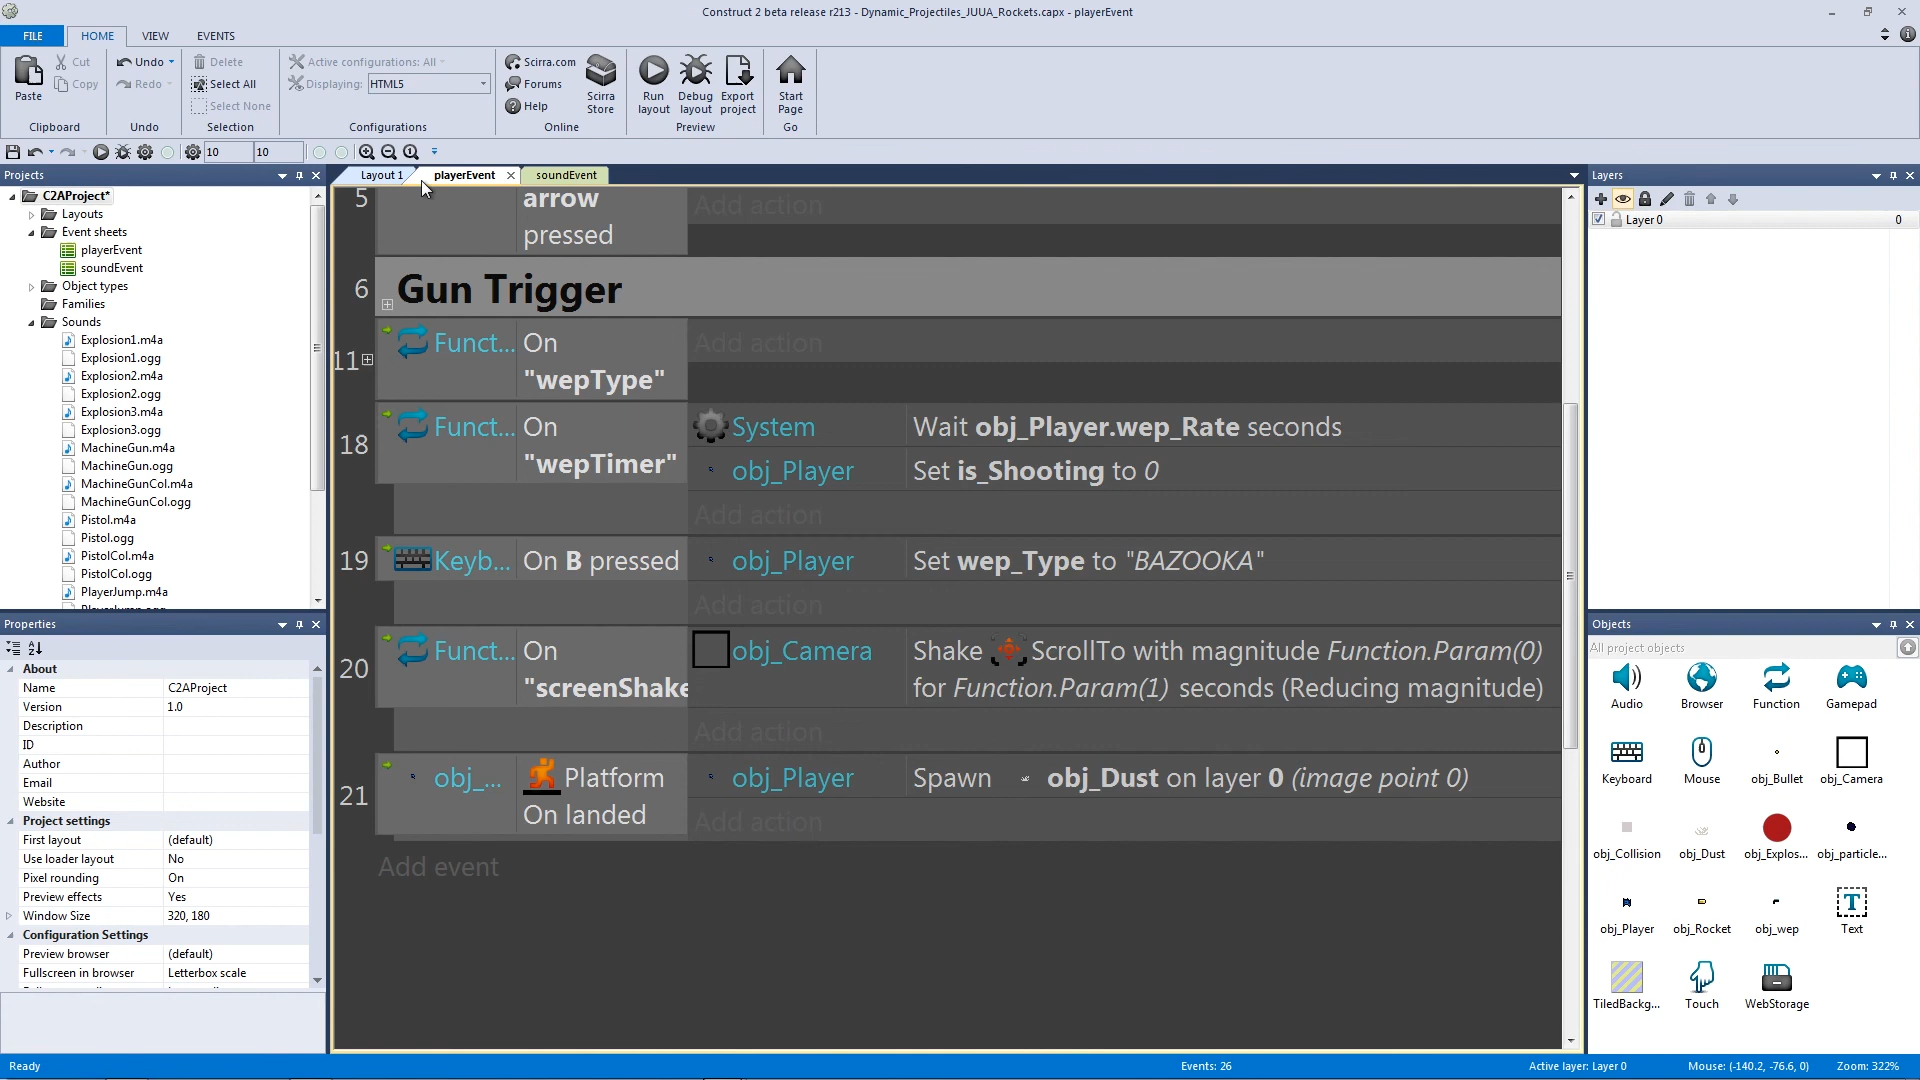 Construct 2 beta release r213 - Dynamic_Projectiles_JUUA_Rockets.capx - playerEvent
FILE HOME VIEW EVENTS
Paste
Cut
Copy
Clipboard
Undo
Redo
Undo
Delete
Select All
Select None
Selection
Active configurations: All
Displaying: HTML5
Configurations
Scirra.com
Forums
Help
Scirra Store
Online
Run layout
Debug layout
Export project
Preview
Start Page
Go
10 10
Projects
C2AProject*
Layouts
Event sheets
playerEvent
soundEvent
Object types
Families
Sounds
Explosion1.m4a
Explosion1.ogg
Explosion2.m4a
Explosion2.ogg
Explosion3.m4a
Explosion3.ogg
MachineGun.m4a
MachineGun.ogg
MachineGunCol.m4a
MachineGunCol.ogg
Pistol.m4a
Pistol.ogg
PistolCol.m4a
PistolCol.ogg
PlayerJump.m4a
Properties
About
Name C2AProject
Version 1.0
Description
ID
Author
Email
Website
Project settings
First layout (default)
Use loader layout No
Pixel rounding On
Preview effects Yes
Window Size 320, 180
Configuration Settings
Preview browser (default)
Fullscreen in browser Letterbox scale
Layout 1 playerEvent soundEvent
5 arrow pressed Add action
6 Gun Trigger
11 Funct... On "wepType" Add action
18 Funct... On "wepTimer" System Wait obj_Player.wep_Rate seconds
obj_Player Set is_Shooting to 0
Add action
19 Keyb... On B pressed obj_Player Set wep_Type to "BAZOOKA"
Add action
20 Funct... On "screenShake obj_Camera Shake ScrollTo with magnitude Function.Param(0)
for Function.Param(1) seconds (Reducing magnitude)
Add action
21 obj_... Platform On landed obj_Player Spawn obj_Dust on layer 0 (image point 0)
Add action
Add event
Layers
Layer 0 0
Objects
All project objects
Audio Browser Function Gamepad
Keyboard Mouse obj_Bullet obj_Camera
obj_Collision obj_Dust obj_Explos... obj_particle...
obj_Player obj_Rocket obj_wep Text
TiledBackg... Touch WebStorage
Ready Events: 26 Active layer: Layer 0 Mouse: (-140.2, -76.6, 0) Zoom: 322%